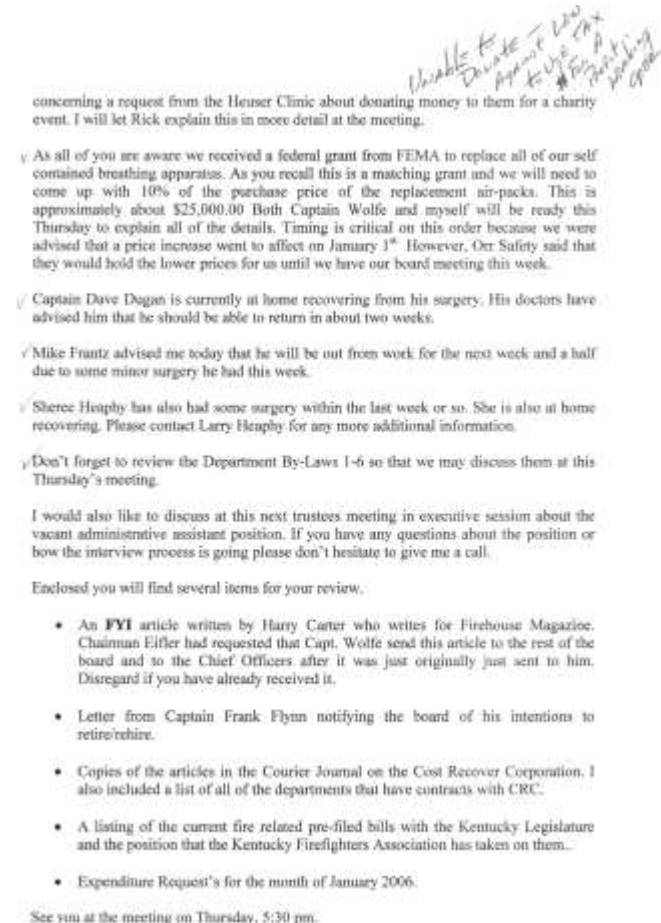 Unable to
Donate -
Against Law
to Use Tax
$ For A
concerning a request from the Heuser Clinic about donating money to them for a charity
event. I will let Rick explain this in more detail at the meeting.
As all of you are aware we received a federal grant from FEMA to replace all of our self
contained breathing apparatus. As you recall this is a matching grant and we will need to
come up with 10% of the purchase price of the replacement air-packs. This is
approximately about $25,000.00 Both Captain Wolfe and myself will be ready this
Thursday to explain all of the details. Timing is critical on this order because we were
advised that a price increase went to affect on January 1st. However, Orr Safety said that
they would hold the lower prices for us until we have our board meeting this week.
Captain Dave Dugan is currently at home recovering from his surgery. His doctors have
advised him that he should be able to return in about two weeks.
Mike Frantz advised me today that he will be out from work for the next week and a half
due to some minor surgery he had this week.
Sheree Heaphy has also had some surgery within the last week or so. She is also at home
recovering. Please contact Larry Heaphy for any more additional information.
Don't forget to review the Department By-Laws 1-6 so that we may discuss them at this
Thursday's meeting.
I would also like to discuss at this next trustees meeting in executive session about the
vacant administrative assistant position. If you have any questions about the position or
how the interview process is going please don't hesitate to give me a call.
Enclosed you will find several items for your review.
• An FYI article written by Harry Carter who writes for Firehouse Magazine.
Chairman Eifler had requested that Capt. Wolfe send this article to the rest of the
board and to the Chief Officers after it was just originally just sent to him.
Disregard if you have already received it.
• Letter from Captain Frank Flynn notifying the board of his intentions to
retire/rehire.
• Copies of the articles in the Courier Journal on the Cost Recover Corporation. I
also included a list of all of the departments that have contracts with CRC.
• A listing of the current fire related pre-filed bills with the Kentucky Legislature
and the position that the Kentucky Firefighters Association has taken on them..
• Expenditure Request's for the month of January 2006.
See you at the meeting on Thursday, 5:30 pm.